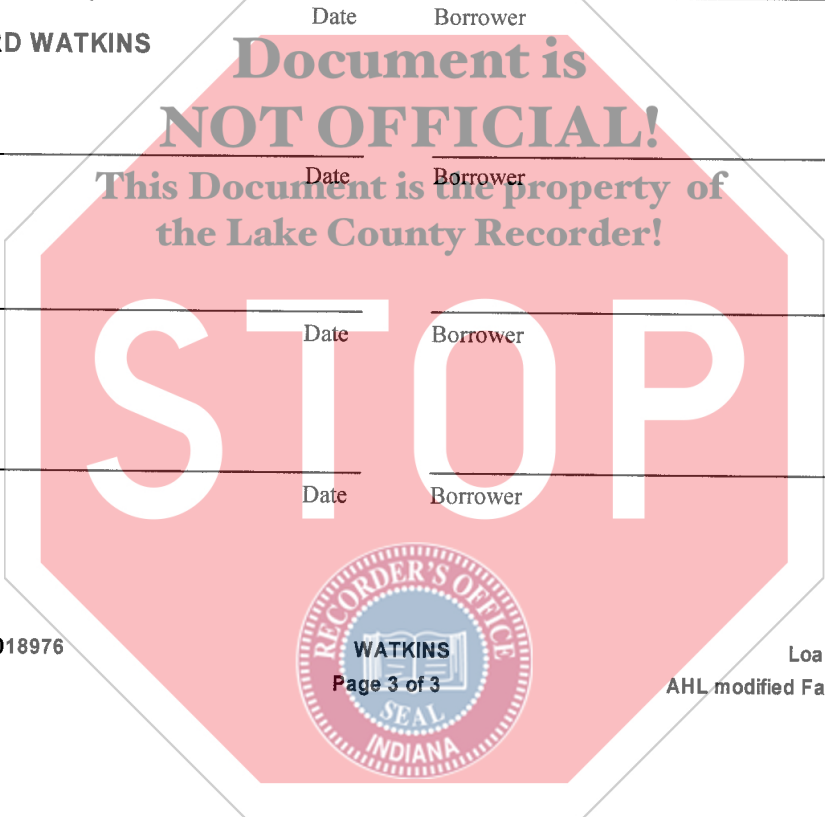 Date Borrower
RD WATKINS
Document is
NOT OFFICIAL!
Date Borrower
This Document is the property of
the Lake County Recorder!
STOP
Date Borrower
Date Borrower
RECORDER'S OFFICE
018976 WATKINS Loa
Page 3 of 3 AHL modified Fa
SEAL
INDIANA